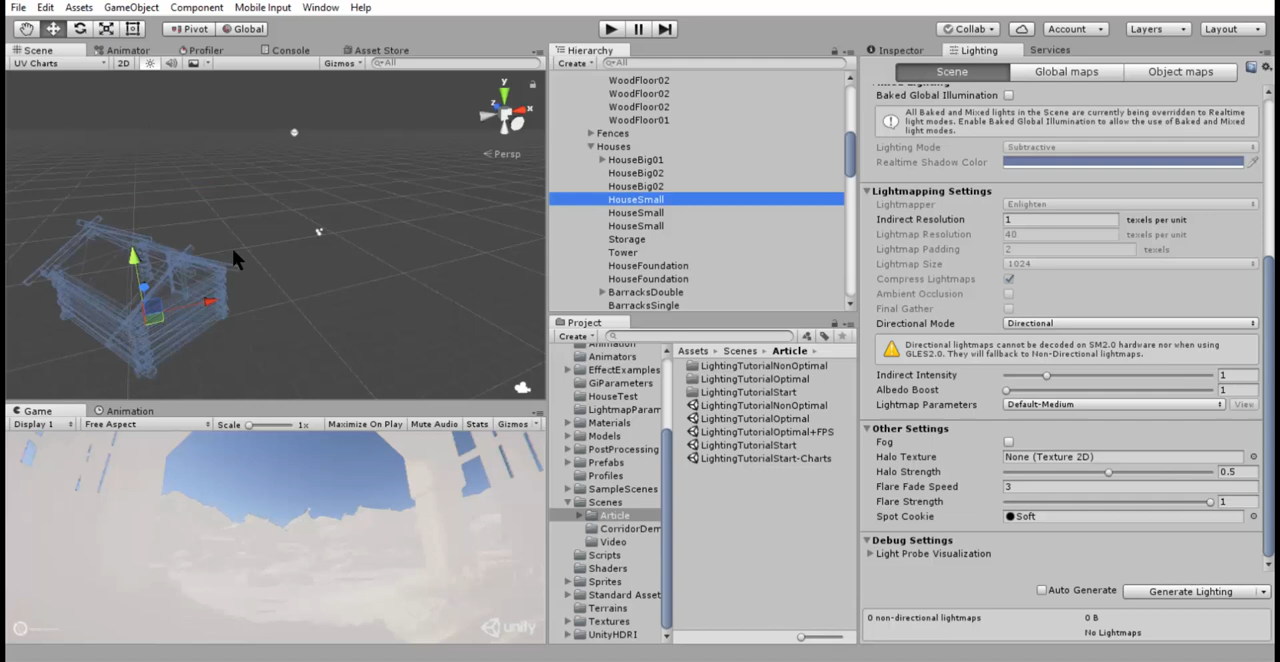 File Edit Assets GameObject Component Mobile Input Window Help
Pivot Global Collab Account Layers Layout
Scene Animator Profiler Console Asset Store
UV Charts 2D Gizmos All
y
x
z
Persp
Game Animation
Display 1 Free Aspect Scale 1x Maximize On Play Mute Audio Stats Gizmos
unity
Hierarchy
Create All
WoodFloor02
WoodFloor02
WoodFloor02
WoodFloor01
Fences
Houses
HouseBig01
HouseBig02
HouseBig02
HouseSmall
HouseSmall
HouseSmall
Storage
Tower
HouseFoundation
HouseFoundation
BarracksDouble
BarracksSingle
Project
Create
Animation
Animators
EffectExamples
GiParameters
HouseTest
LightmapParam
Materials
Models
PostProcessing
Prefabs
Profiles
SampleScenes
Scenes
Article
CorridorDem
Video
Scripts
Shaders
Sprites
Standard Asset
Terrains
Textures
UnityHDRI
Assets Scenes Article
LightingTutorialNonOptimal
LightingTutorialOptimal
LightingTutorialStart
LightingTutorialNonOptimal
LightingTutorialOptimal
LightingTutorialOptimal+FPS
LightingTutorialStart
LightingTutorialStart-Charts
Inspector Lighting Services
Scene Global maps Object maps
Mixed Lighting
Baked Global Illumination
All Baked and Mixed lights in the Scene are currently being overridden to Realtime
light modes. Enable Baked Global Illumination to allow the use of Baked and Mixed
light modes.
Lighting Mode Subtractive
Realtime Shadow Color
Lightmapping Settings
Lightmapper Enlighten
Indirect Resolution 1 texels per unit
Lightmap Resolution 40 texels per unit
Lightmap Padding 2 texels
Lightmap Size 1024
Compress Lightmaps
Ambient Occlusion
Final Gather
Directional Mode Directional
Directional lightmaps cannot be decoded on SM2.0 hardware nor when using
GLES2.0. They will fallback to Non-Directional lightmaps.
Indirect Intensity 1
Albedo Boost 1
Lightmap Parameters Default-Medium View
Other Settings
Fog
Halo Texture None (Texture 2D)
Halo Strength 0.5
Flare Fade Speed 3
Flare Strength 1
Spot Cookie Soft
Debug Settings
Light Probe Visualization
Auto Generate Generate Lighting
0 non-directional lightmaps 0 B
No Lightmaps